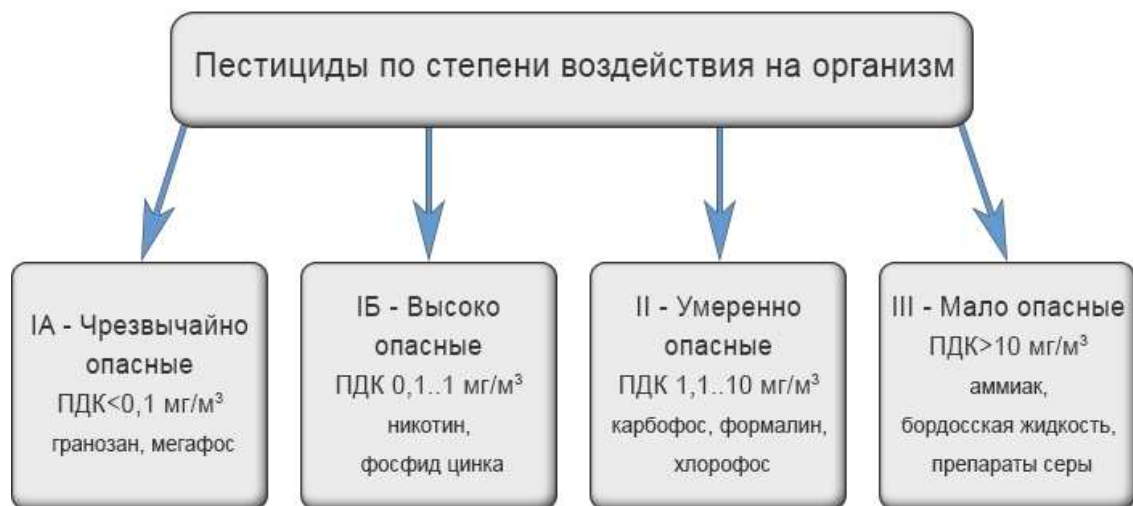 Пестициды по степени воздействия на организм
IА - Чрезвычайно
опасные
ПДК<0,1 мг/м³
гранозан, мегафос
IБ - Высоко
опасные
ПДК 0,1..1 мг/м³
никотин,
фосфид цинка
II - Умеренно
опасные
ПДК 1,1..10 мг/м³
карбофос, формалин,
хлорофос
III - Мало опасные
ПДК>10 мг/м³
аммиак,
бордосская жидкость,
препараты серы